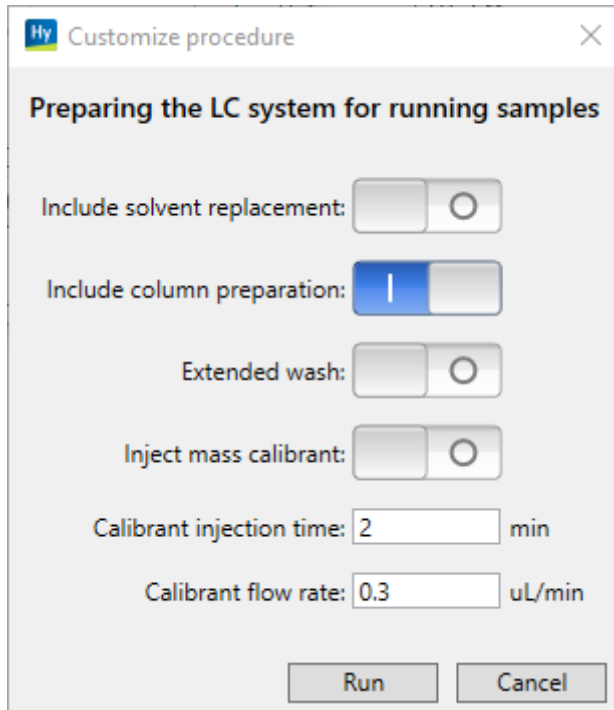 Hy Customize procedure
Preparing the LC system for running samples
Include solvent replacement:
Include column preparation:
Extended wash:
Inject mass calibrant:
Calibrant injection time: 2 min
Calibrant flow rate: 0.3 uL/min
Run Cancel